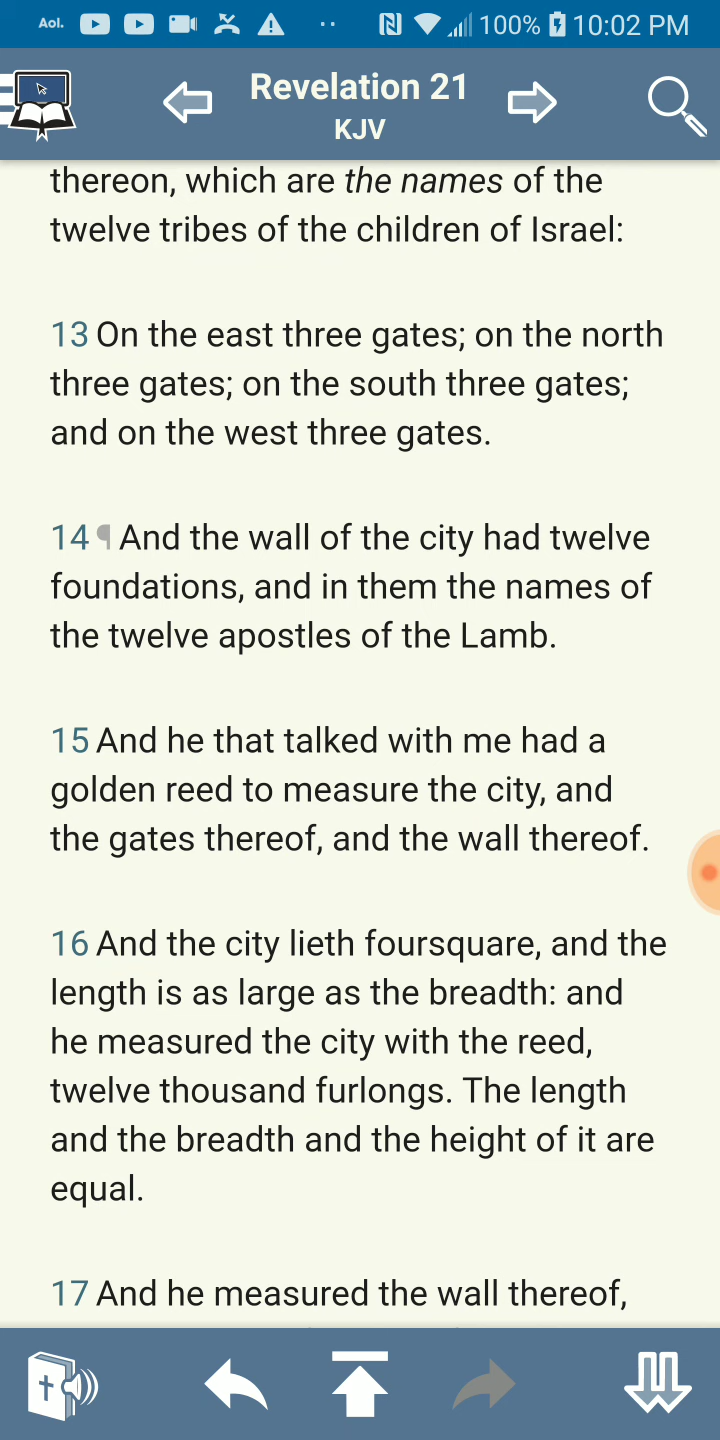 Aol. 100% 10:02 PM
Revelation 21
KJV
thereon, which are the names of the
twelve tribes of the children of Israel:
13 On the east three gates; on the north
three gates; on the south three gates;
and on the west three gates.
14 ¶ And the wall of the city had twelve
foundations, and in them the names of
the twelve apostles of the Lamb.
15 And he that talked with me had a
golden reed to measure the city, and
the gates thereof, and the wall thereof.
16 And the city lieth foursquare, and the
length is as large as the breadth: and
he measured the city with the reed,
twelve thousand furlongs. The length
and the breadth and the height of it are
equal.
17 And he measured the wall thereof,